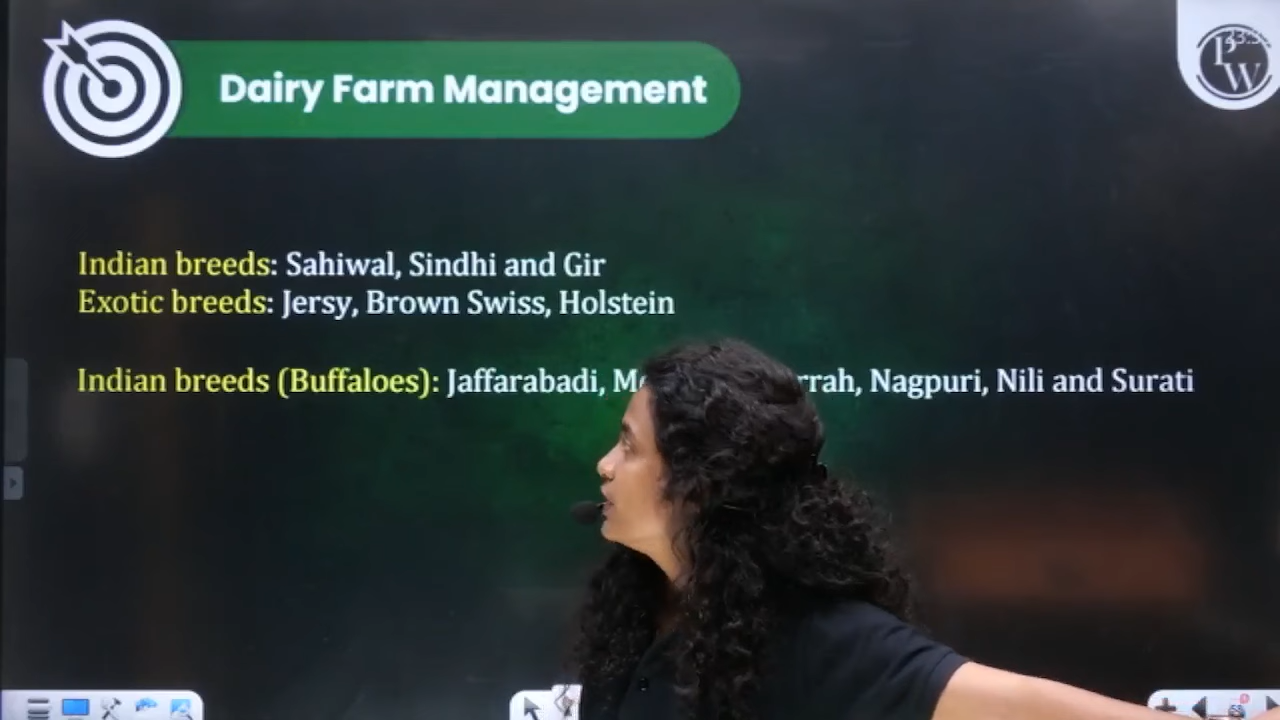 Dairy Farm Management
PW
Indian breeds: Sahiwal, Sindhi and Gir
Exotic breeds: Jersy, Brown Swiss, Holstein
Indian breeds (Buffaloes): Jaffarabadi, Nagpuri, Nili and Surati